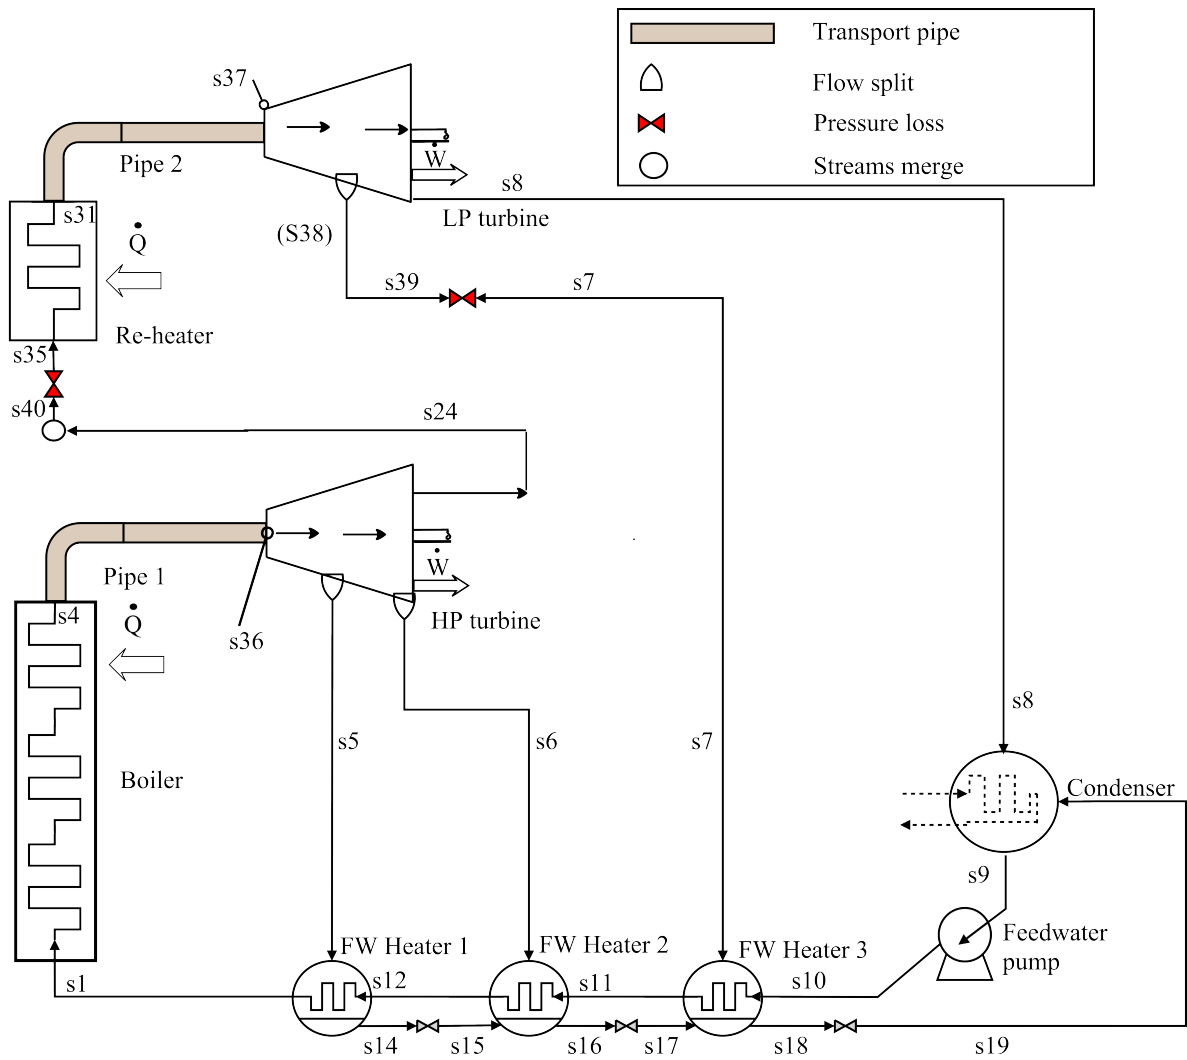 Transport pipe
Flow split
Pressure loss
Streams merge
s37
Pipe 2
Ẇ
s8
LP turbine
s31
Q̇
(S38)
s39
s7
Re-heater
s35
s40
s24
Pipe 1
Ẇ
HP turbine
s4
Q̇
s36
s5
s6
s7
s8
Boiler
Condenser
s9
FW Heater 1
FW Heater 2
FW Heater 3
Feedwater
pump
s1
s12
s11
s10
s14
s15
s16
s17
s18
s19